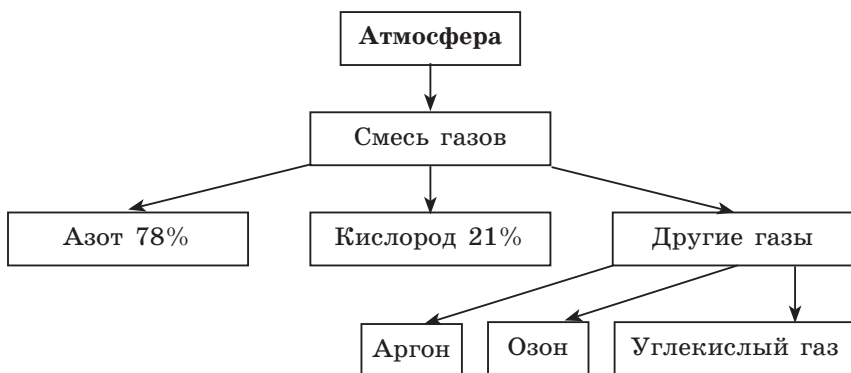 Атмосфера
Смесь газов
Азот 78%
Кислород 21%
Другие газы
Аргон
Озон
Углекислый газ